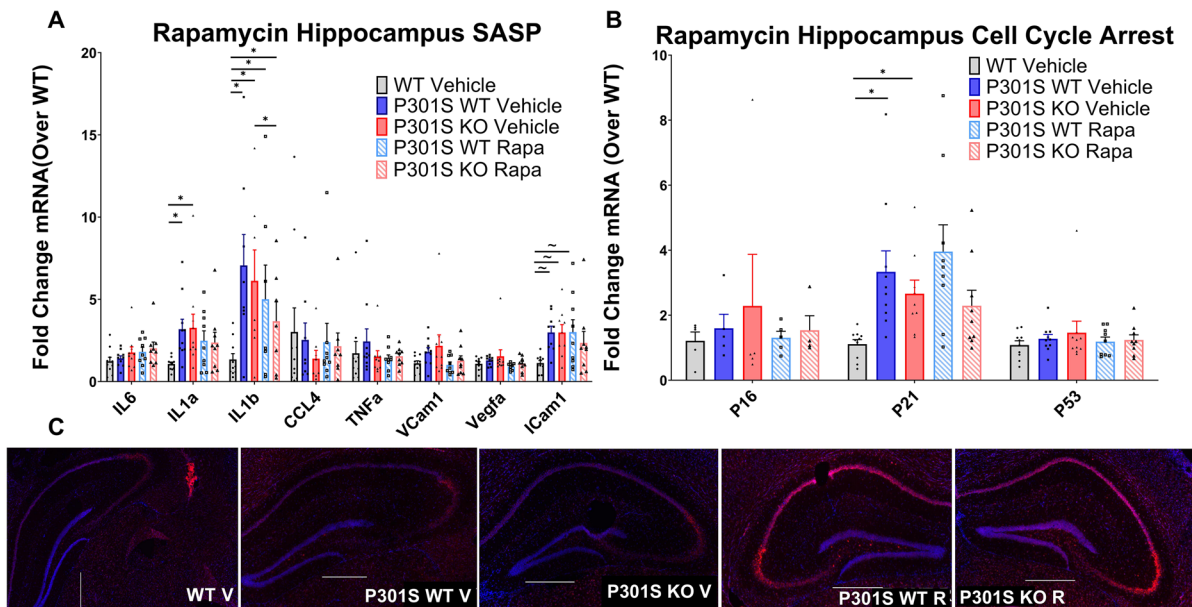 A
Rapamycin Hippocampus SASP
Fold Change mRNA(Over WT)
20
15
10
5
0
* * * *
*
* *
~ ~ ~
WT Vehicle
P301S WT Vehicle
P301S KO Vehicle
P301S WT Rapa
P301S KO Rapa
IL6 IL1a IL1b CCL4 TNFa VCam1 Vegfa ICam1
B
Rapamycin Hippocampus Cell Cycle Arrest
Fold Change mRNA (Over WT)
10
8
6
4
2
0
*
*
WT Vehicle
P301S WT Vehicle
P301S KO Vehicle
P301S WT Rapa
P301S KO Rapa
P16 P21 P53
C
WT V
P301S WT V
P301S KO V
P301S WT R
P301S KO R